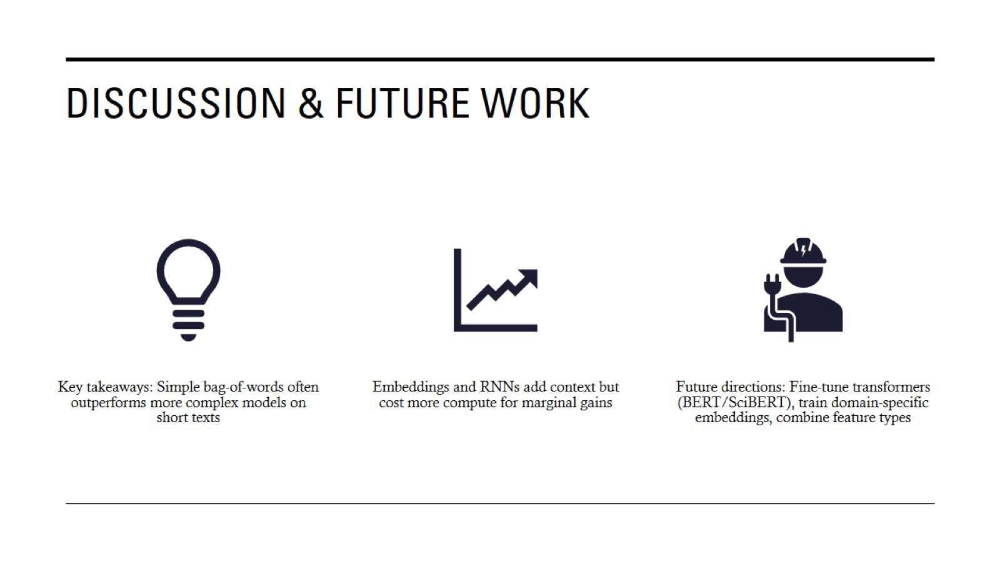 DISCUSSION & FUTURE WORK
Key takeaways: Simple bag-of-words often
outperforms more complex models on
short texts
Embeddings and RNNs add context but
cost more compute for marginal gains
Future directions: Fine-tune transformers
(BERT/SciBERT), train domain-specific
embeddings, combine feature types